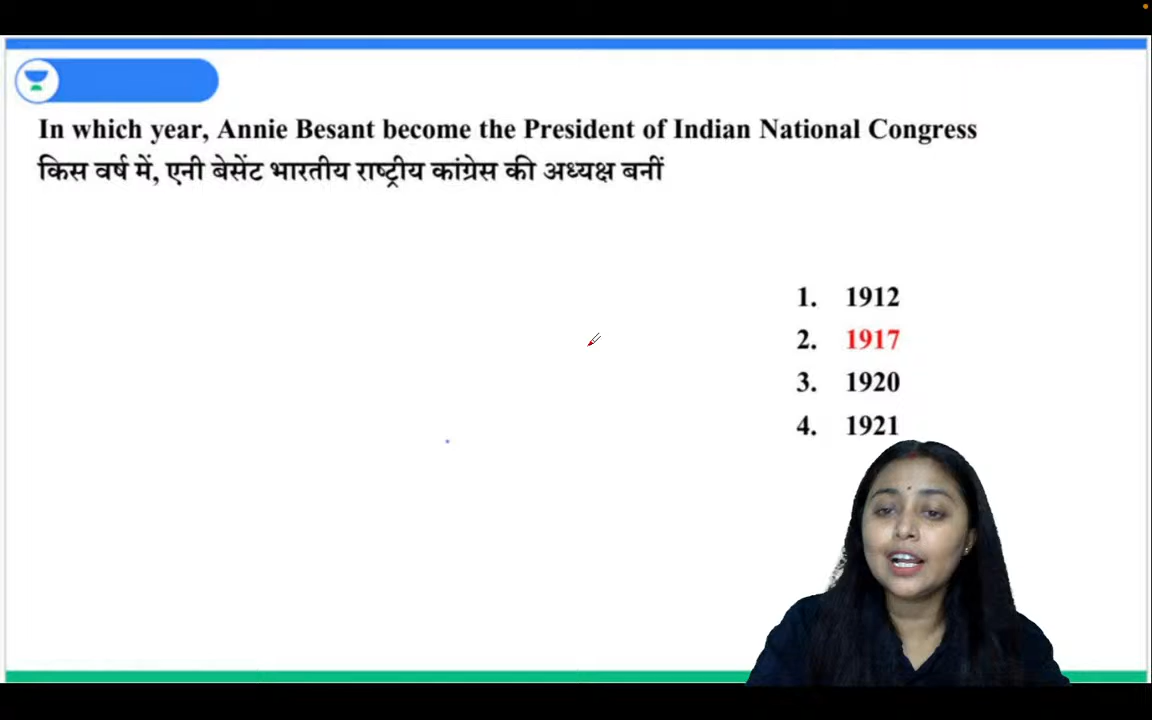 In which year, Annie Besant become the President of Indian National Congress
किस वर्ष में, एनी बेसेंट भारतीय राष्ट्रीय कांग्रेस की अध्यक्ष बनीं
1. 1912
2. 1917
3. 1920
4. 1921